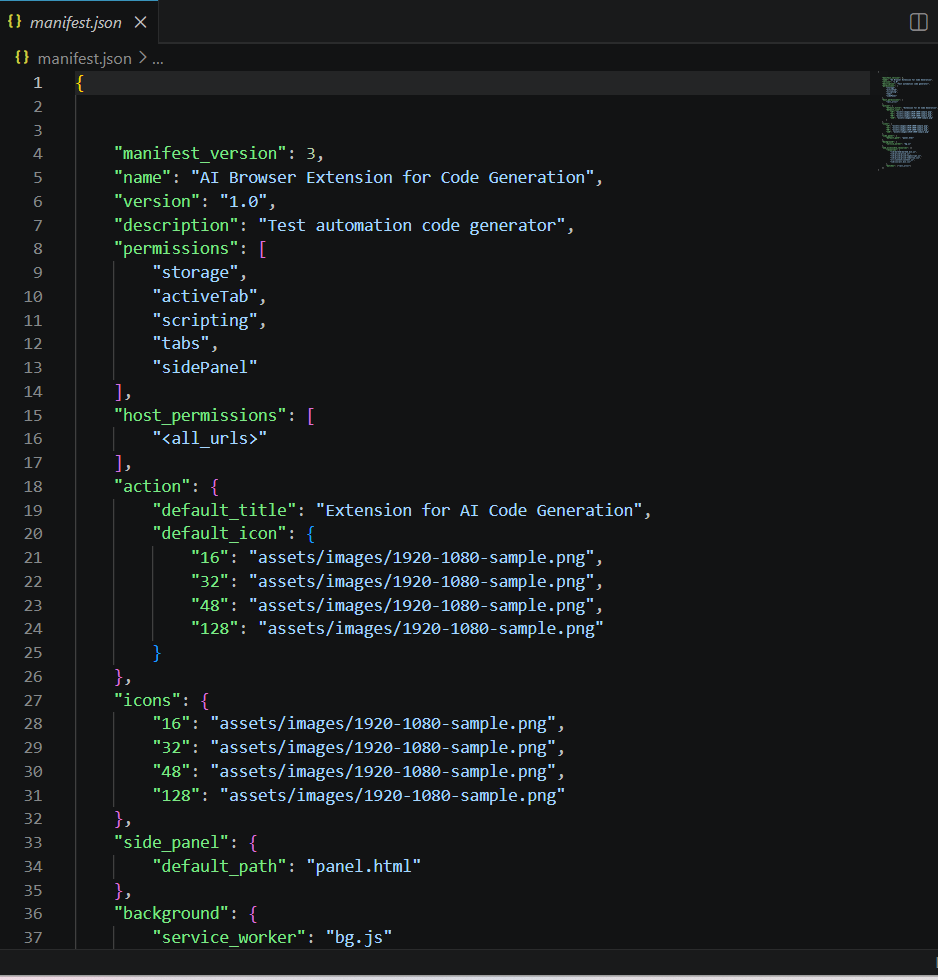 {} manifest.json ×
{} manifest.json > ...
1 {
2
3
4 "manifest_version": 3,
5 "name": "AI Browser Extension for Code Generation",
6 "version": "1.0",
7 "description": "Test automation code generator",
8 "permissions": [
9 "storage",
10 "activeTab",
11 "scripting",
12 "tabs",
13 "sidePanel"
14 ],
15 "host_permissions": [
16 "<all_urls>"
17 ],
18 "action": {
19 "default_title": "Extension for AI Code Generation",
20 "default_icon": {
21 "16": "assets/images/1920-1080-sample.png",
22 "32": "assets/images/1920-1080-sample.png",
23 "48": "assets/images/1920-1080-sample.png",
24 "128": "assets/images/1920-1080-sample.png"
25 }
26 },
27 "icons": {
28 "16": "assets/images/1920-1080-sample.png",
29 "32": "assets/images/1920-1080-sample.png",
30 "48": "assets/images/1920-1080-sample.png",
31 "128": "assets/images/1920-1080-sample.png"
32 },
33 "side_panel": {
34 "default_path": "panel.html"
35 },
36 "background": {
37 "service_worker": "bg.js"